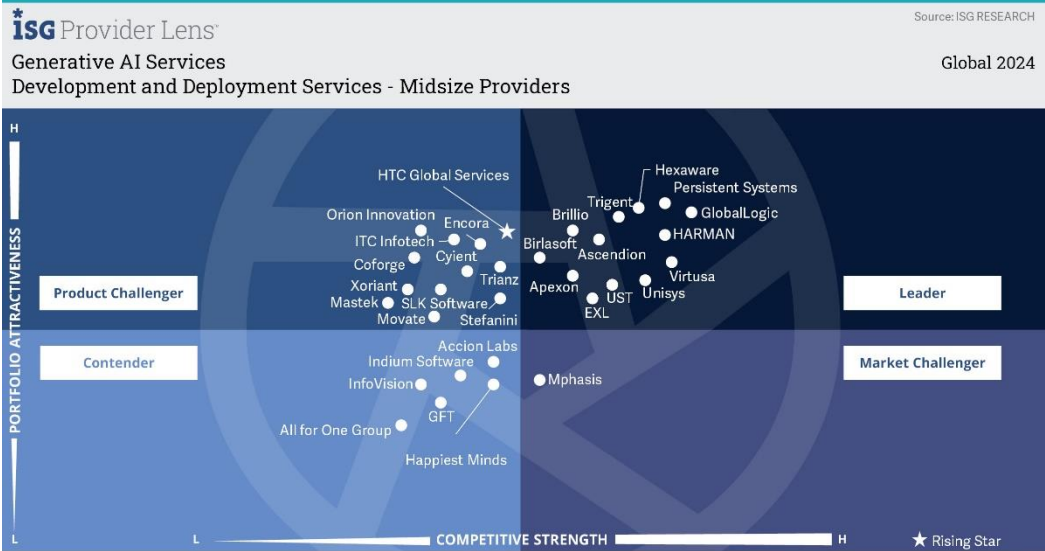 Source: ISG RESEARCH
ISG Provider Lens™
Generative AI Services
Global 2024
Development and Deployment Services - Midsize Providers
H
PORTFOLIO ATTRACTIVENESS
L
Product Challenger
Leader
Contender
Market Challenger
HTC Global Services
Orion Innovation
Encora
ITC Infotech
Coforge
Cyient
Trianz
Xoriant
Mastek
SLK Software
Movate
Stefanini
Hexaware
Persistent Systems
Trigent
GlobalLogic
Brillio
HARMAN
Birlasoft
Ascendion
Virtusa
Apexon
UST
Unisys
EXL
Accion Labs
Indium Software
InfoVision
GFT
All for One Group
Happiest Minds
Mphasis
L
COMPETITIVE STRENGTH
H
★ Rising Star